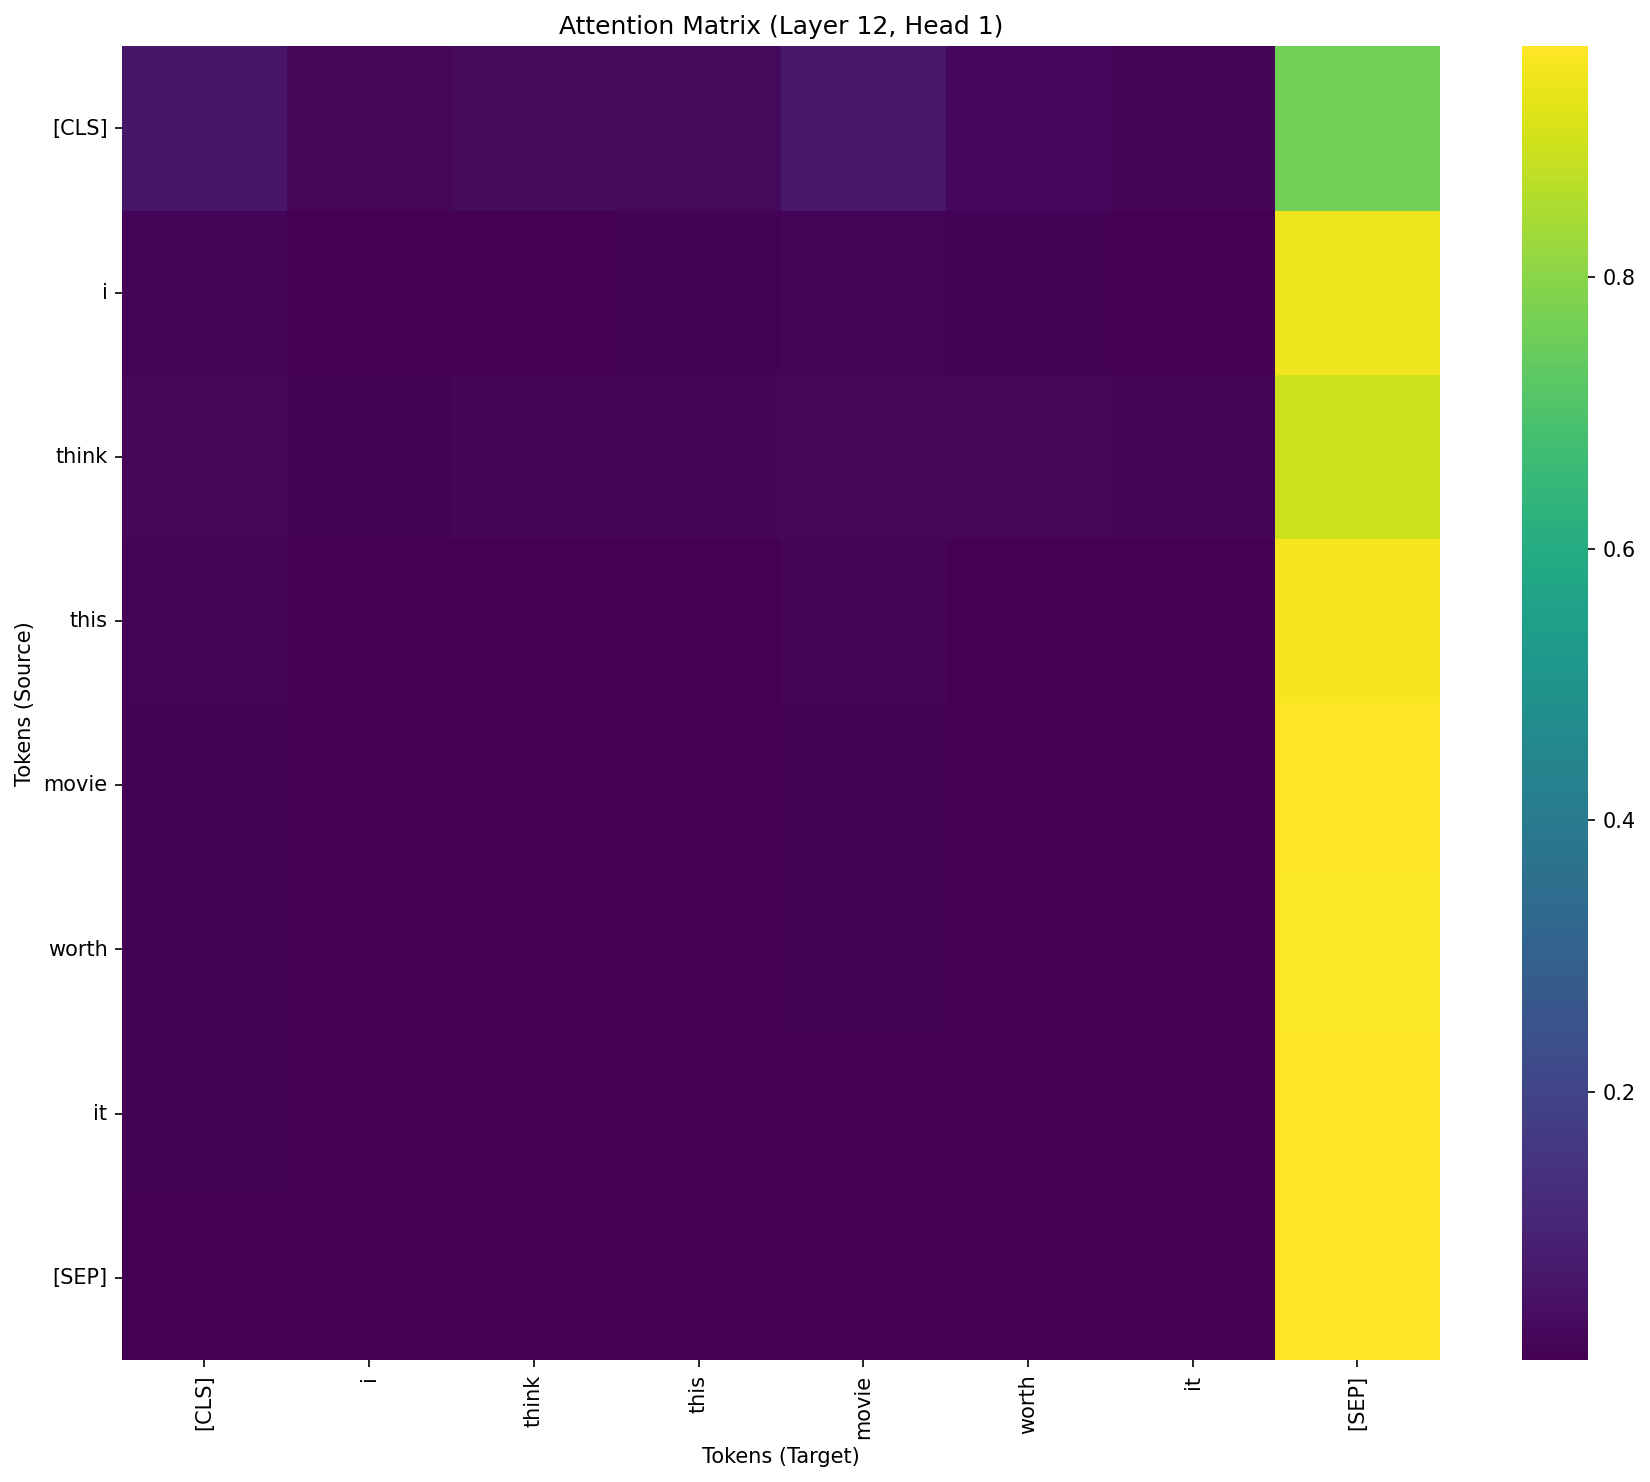 Attention Matrix (Layer 12, Head 1)
[CLS]
i
think
this
movie
worth
it
[SEP]
Tokens (Source)
[CLS]
i
think
this
movie
worth
it
[SEP]
Tokens (Target)
0.8
0.6
0.4
0.2